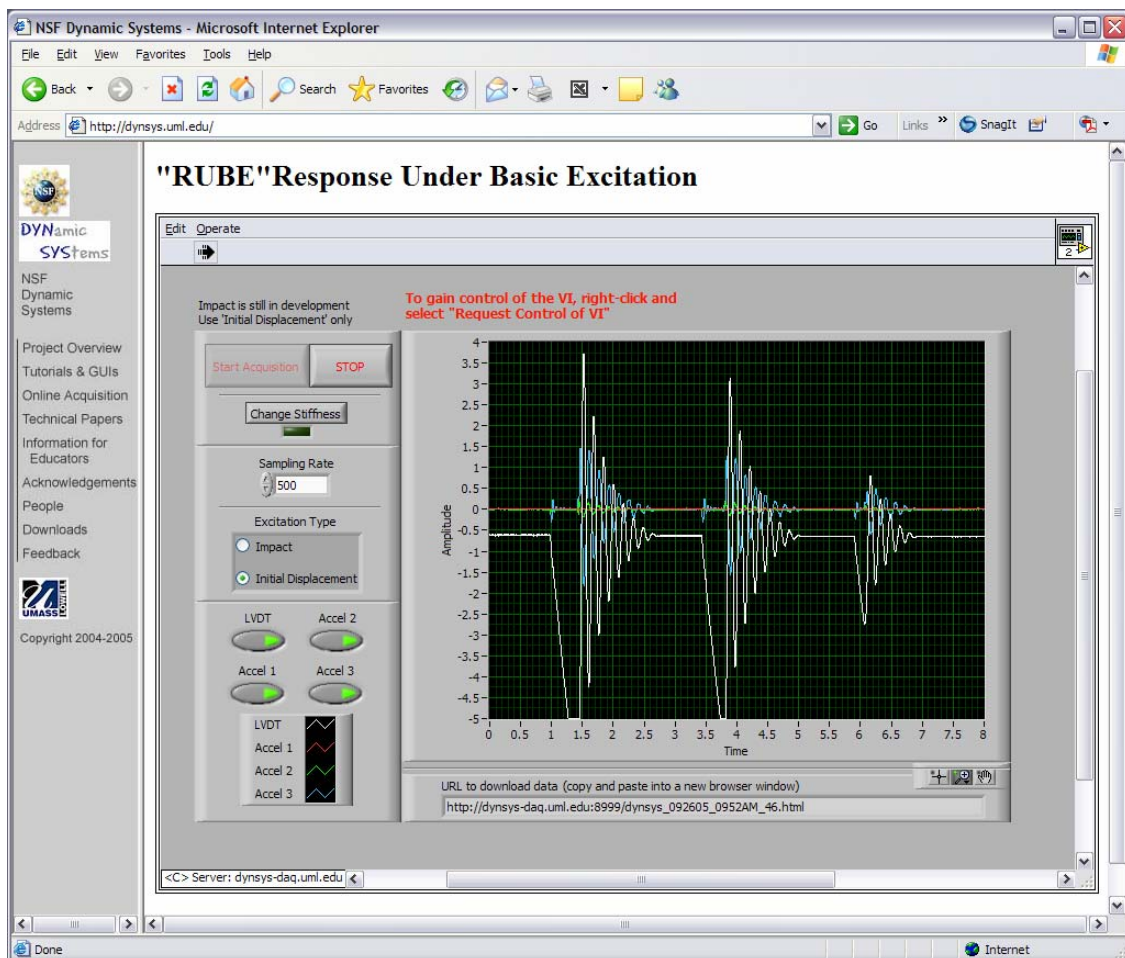 NSF Dynamic Systems - Microsoft Internet Explorer
File Edit View Favorites Tools Help
Back Search Favorites
Address http://dynsys.uml.edu/ Go Links » SnagIt
"RUBE"Response Under Basic Excitation
NSF
DYNamic
SYStems
NSF
Dynamic
Systems
Project Overview
Tutorials & GUIs
Online Acquisition
Technical Papers
Information for
Educators
Acknowledgements
People
Downloads
Feedback
UMASS
LOWELL
Copyright 2004-2005
Edit Operate
2
Impact is still in development
Use 'Initial Displacement' only
To gain control of the VI, right-click and
select "Request Control of VI"
Start Acquisition STOP
Change Stiffness
Sampling Rate
500
Excitation Type
Impact
Initial Displacement
LVDT Accel 2
Accel 1 Accel 3
LVDT
Accel 1
Accel 2
Accel 3
Amplitude
4
3.5
3
2.5
2
1.5
1
0.5
0
-0.5
-1
-1.5
-2
-2.5
-3
-3.5
-4
-4.5
-5
0 0.5 1 1.5 2 2.5 3 3.5 4 4.5 5 5.5 6 6.5 7 7.5 8
Time
URL to download data (copy and paste into a new browser window)
http://dynsys-daq.uml.edu:8999/dynsys_092605_0952AM_46.html
<C> Server: dynsys-daq.uml.edu
Done Internet